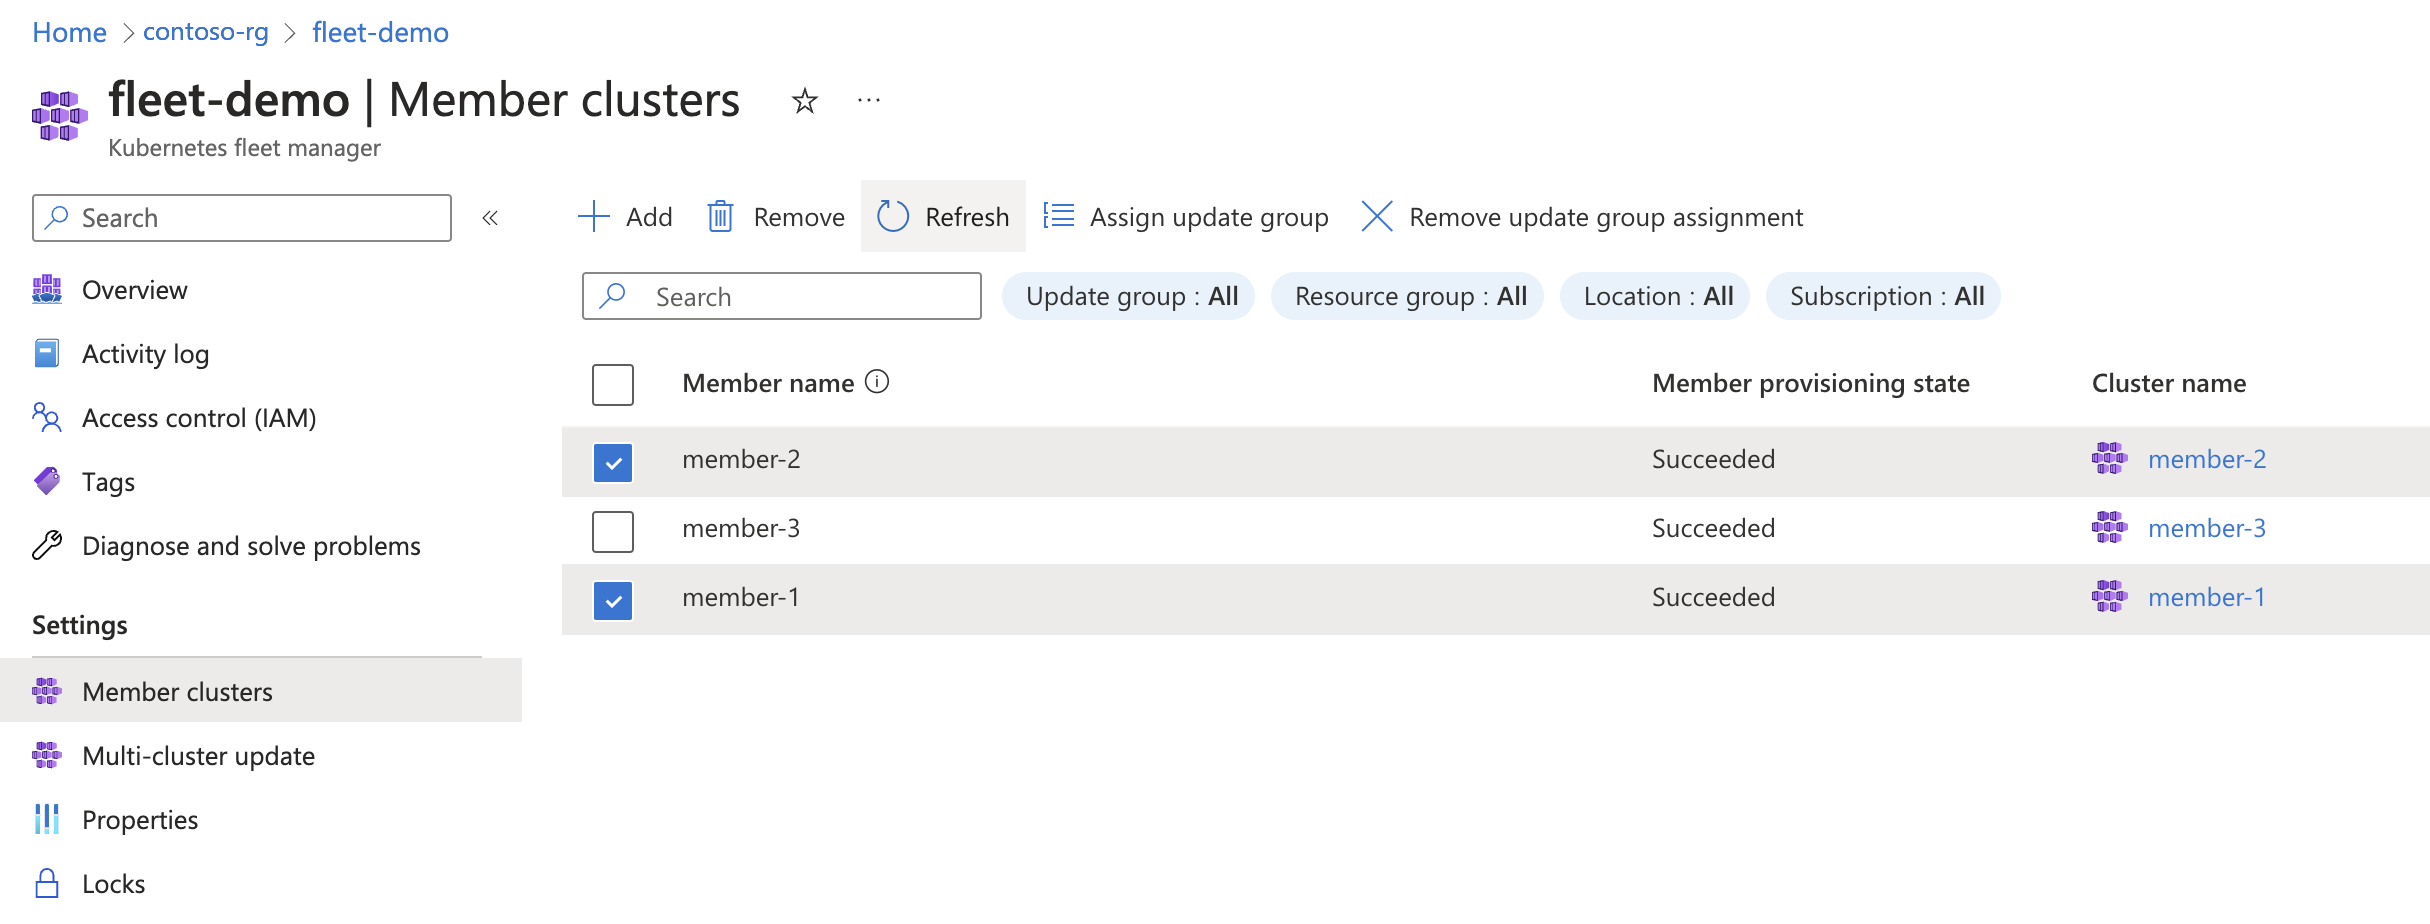 Home > contoso-rg > fleet-demo
fleet-demo | Member clusters ...
Kubernetes fleet manager
Search «
Overview
Activity log
Access control (IAM)
Tags
Diagnose and solve problems
Settings
Member clusters
Multi-cluster update
Properties
Locks
Add Remove Refresh Assign update group Remove update group assignment
Search Update group : All Resource group : All Location : All Subscription : All
Member name Member provisioning state Cluster name
member-2 Succeeded member-2
member-3 Succeeded member-3
member-1 Succeeded member-1